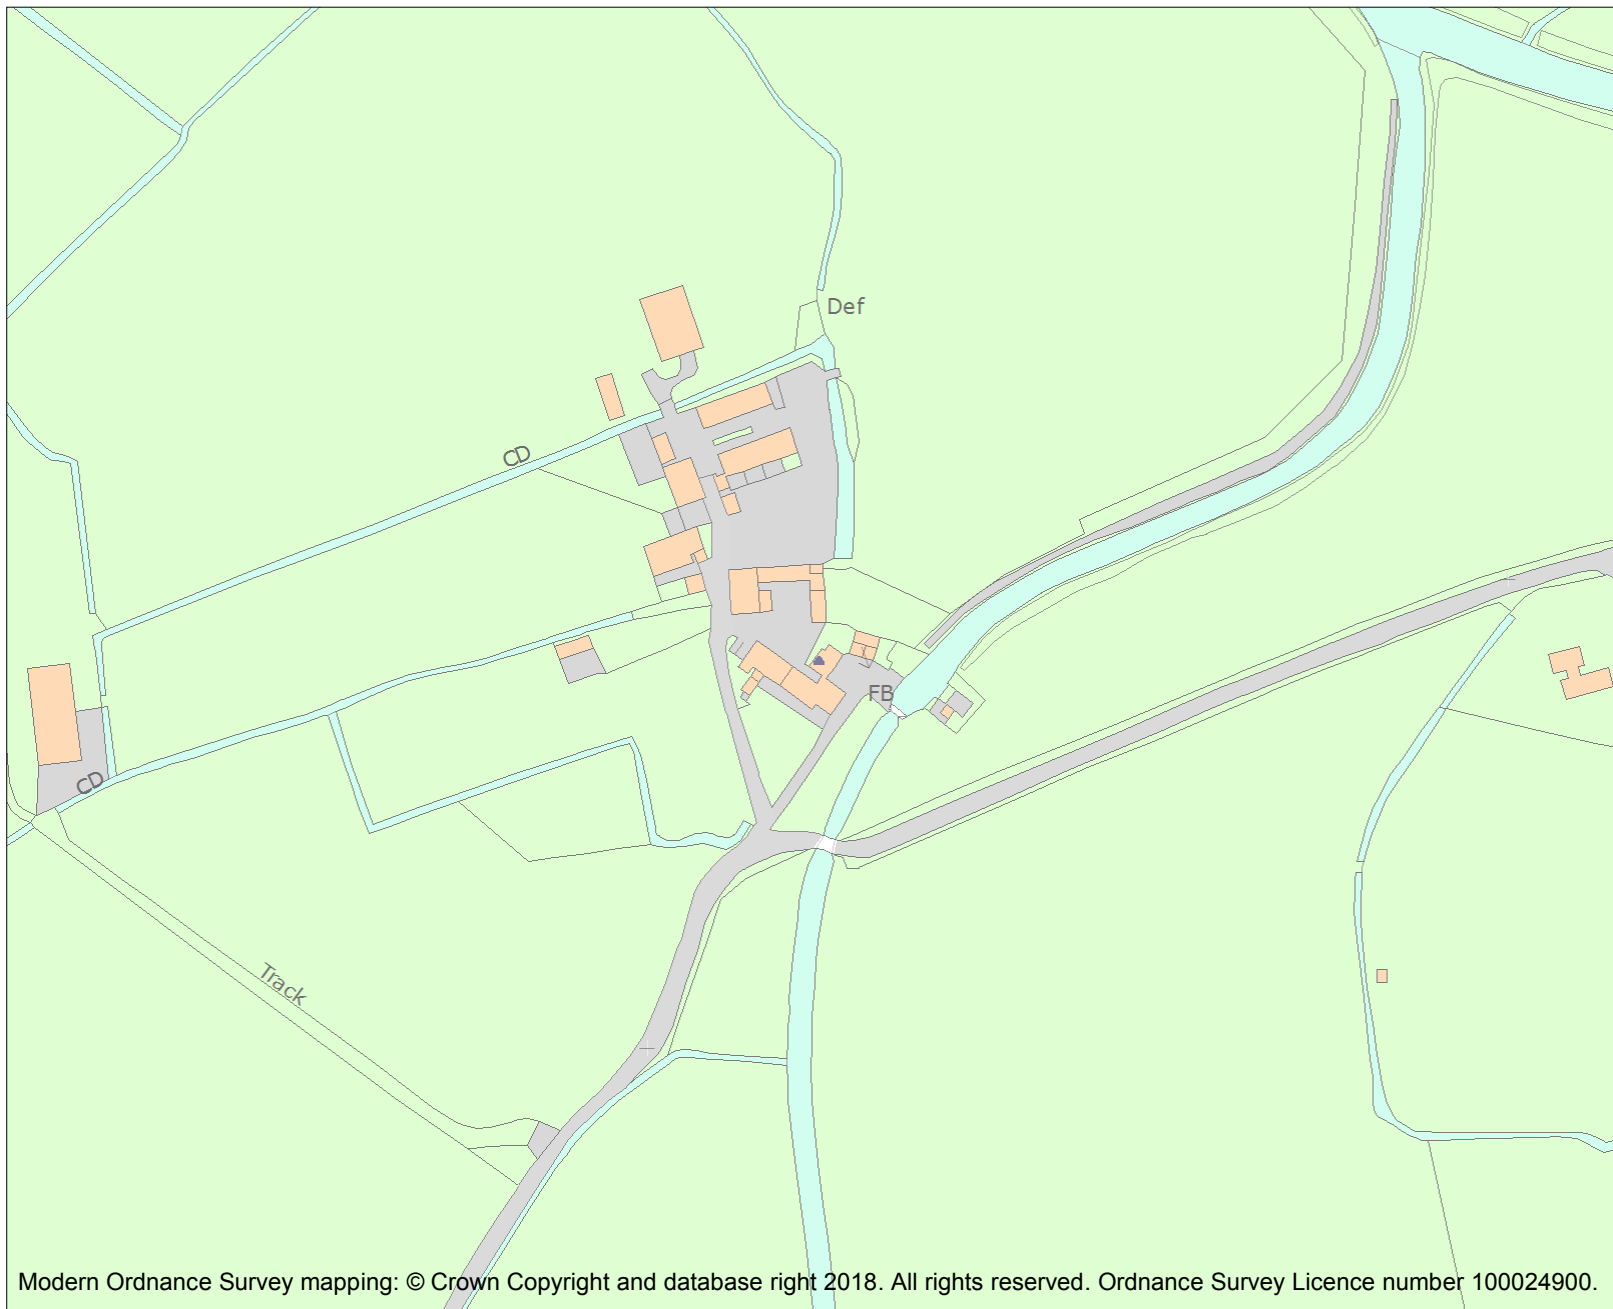 Def
CD
FB
CD
Track
Modern Ordnance Survey mapping: © Crown Copyright and database right 2018. All rights reserved. Ordnance Survey Licence number 100024900.